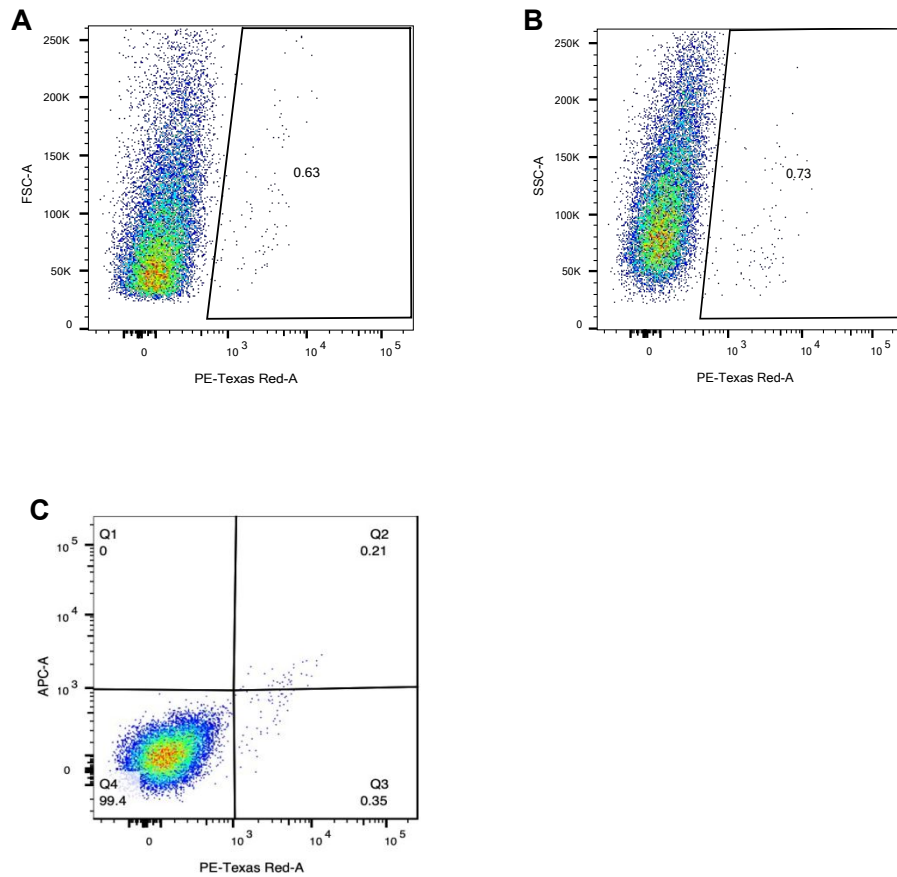 A
250K
200K
150K
100K
50K
0
FSC-A
0.63
0 10 3 10 4 10 5
PE-Texas Red-A
B
250K
200K
150K
100K
50K
0
SSC-A
0.73
0 10 3 10 4 10 5
PE-Texas Red-A
C
Q1
0
Q2
0.21
10 5
10 4
10 3
0
APC-A
Q4
99.4
Q3
0.35
0 10 3 10 4 10 5
PE-Texas Red-A